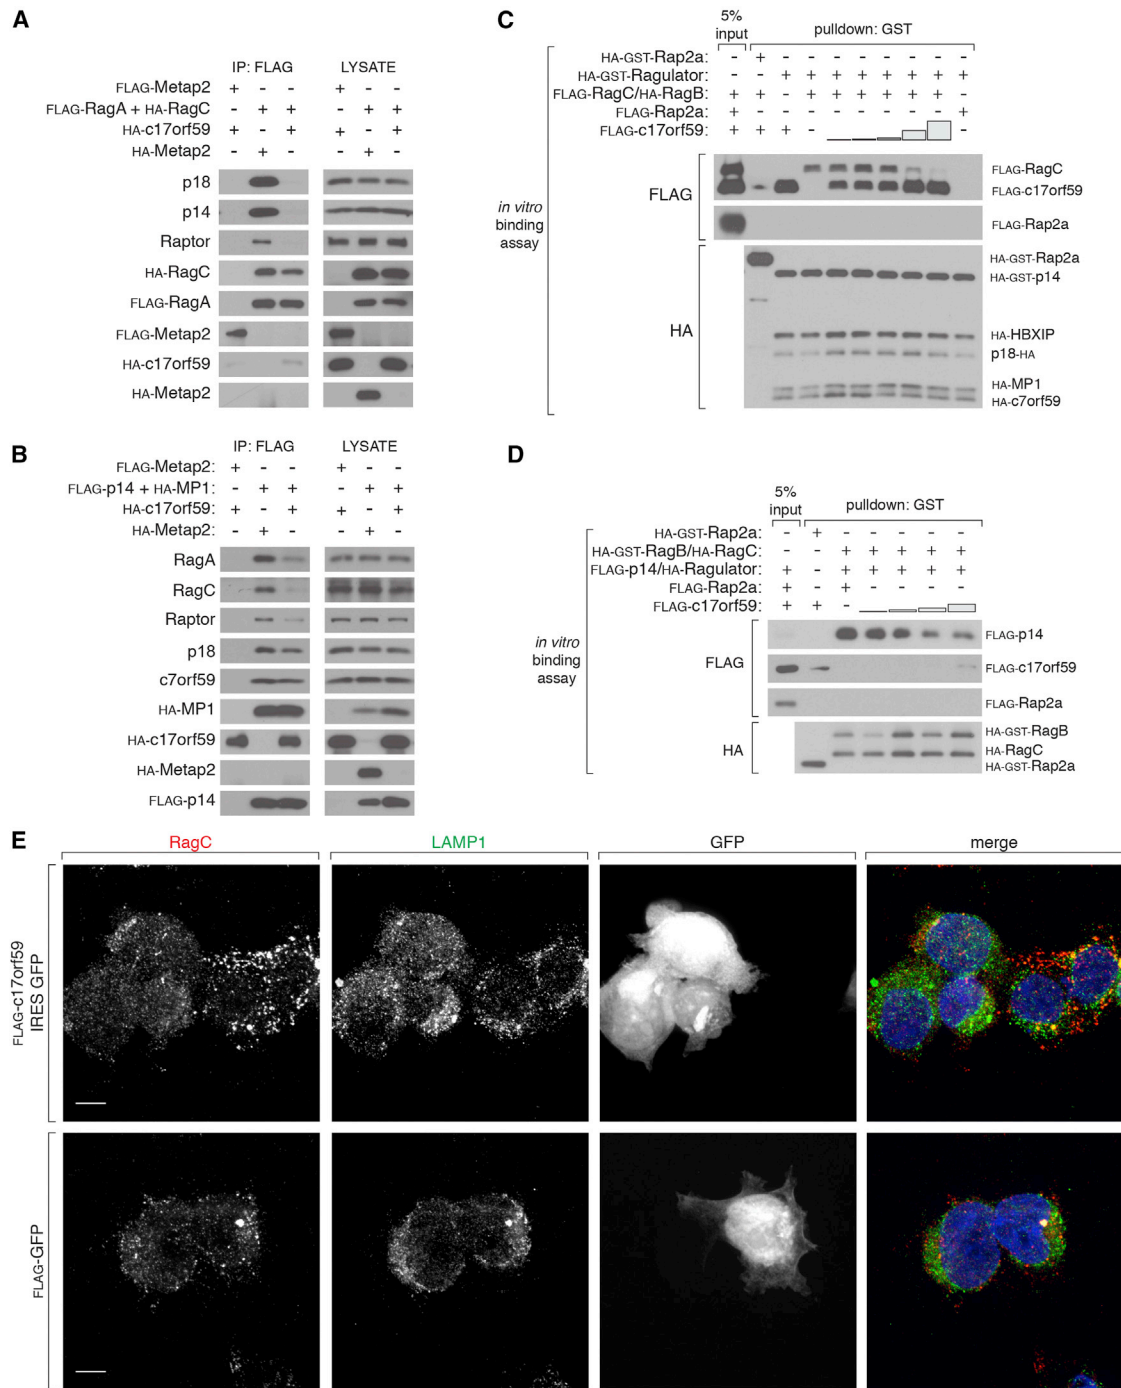 A
IP: FLAG LYSATE
FLAG-Metap2: + - - + - -
FLAG-RagA + HA-RagC: - + + - + +
HA-c17orf59: + - + + - +
HA-Metap2: - + - - + -
p18
p14
Raptor
HA-RagC
FLAG-RagA
FLAG-Metap2
HA-c17orf59
HA-Metap2
B
IP: FLAG LYSATE
FLAG-Metap2: + - - + - -
FLAG-p14 + HA-MP1: - + + - + +
HA-c17orf59: + - + + - +
HA-Metap2: - + - - + -
RagA
RagC
Raptor
p18
c7orf59
HA-MP1
HA-c17orf59
HA-Metap2
FLAG-p14
C
5%
input
pulldown: GST
HA-GST-Rap2a: - + - - - - - - - -
HA-GST-Ragulator: - - + + + + + + + +
FLAG-RagC/HA-RagB: + - - + + + + + + -
FLAG-Rap2a: + - - - - - - - - +
FLAG-c17orf59: + + + - -
in vitro
binding
assay
FLAG
FLAG-RagC
FLAG-c17orf59
FLAG-Rap2a
HA
HA-GST-Rap2a
HA-GST-p14
HA-HBXIP
p18-HA
HA-MP1
HA-c7orf59
D
5%
input
pulldown: GST
HA-GST-Rap2a: - + - - - - -
HA-GST-RagB/HA-RagC: - - + + + + +
FLAG-p14/HA-Ragulator: + - + + + + +
FLAG-Rap2a: + - + - - - -
FLAG-c17orf59: + + -
in vitro
binding
assay
FLAG
FLAG-p14
FLAG-c17orf59
FLAG-Rap2a
HA
HA-GST-RagB
HA-RagC
HA-GST-Rap2a
E
RagC LAMP1 GFP merge
FLAG-c17orf59
IRES GFP
FLAG-GFP